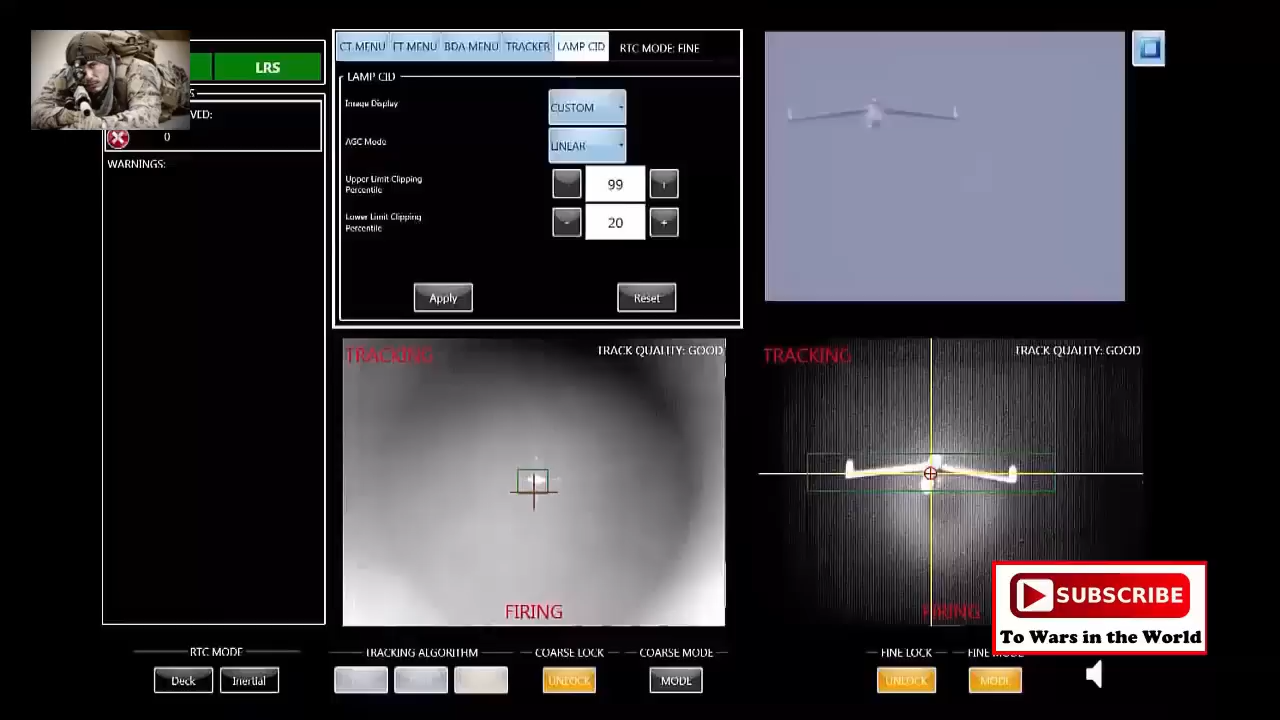 LRS
VED:
0
WARNINGS:
CT MENU FT MENU BDA MENU TRACKER LAMP CID RTC MODE: FINE
LAMP CID
Image Display CUSTOM
AGC Mode LINEAR
Upper Limit Clipping
Percentile
- 99 +
Lower Limit Clipping
Percentile
- 20 +
Apply Reset
TRACKING TRACK QUALITY: GOOD
FIRING
TRACKING TRACK QUALITY: GOOD
FIRING
SUBSCRIBE
To Wars in the World
RTC MODE TRACKING ALGORITHM COARSE LOCK COARSE MODE FINE LOCK FINE MODE
Deck Inertial UNLOCK MODE UNLOCK MODE